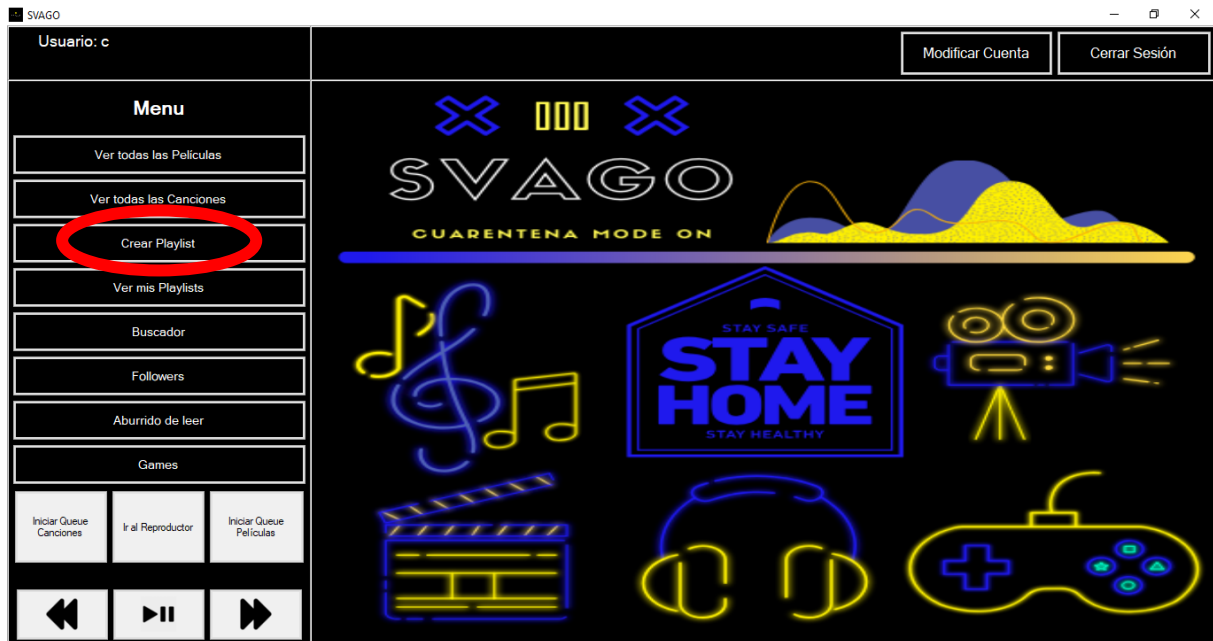 SVAGO
Usuario: c
Modificar Cuenta
Cerrar Sesión
Menu
Ver todas las Peliculas
Ver todas las Canciones
Crear Playlist
Ver mis Playlists
Buscador
Followers
Aburrido de leer
Games
Iniciar Queue
Canciones
Ir al Reproductor
Iniciar Queue
Películas
SVAGO
CUARENTENA MODE ON
STAY SAFE
STAY
HOME
STAY HEALTHY